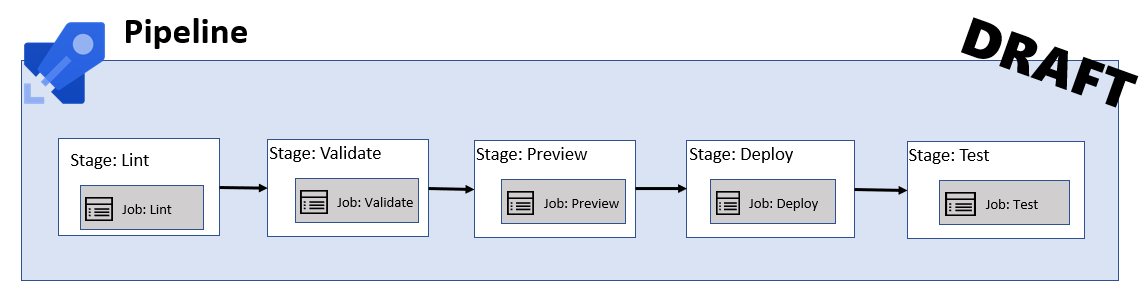 Pipeline
DRAFT
Stage: Lint
Job: Lint
Stage: Validate
Job: Validate
Stage: Preview
Job: Preview
Stage: Deploy
Job: Deploy
Stage: Test
Job: Test